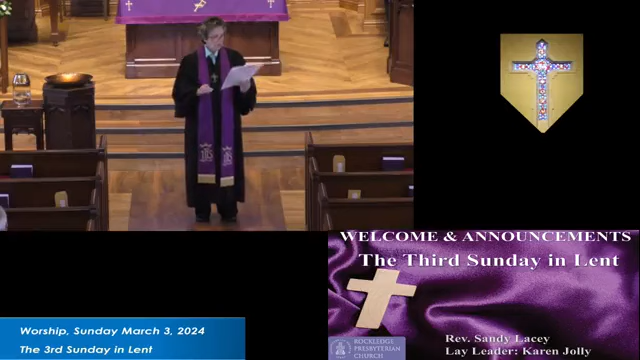 WELCOME & ANNOUNCEMENTS
The Third Sunday in Lent
Rev. Sandy Lacey
Lay Leader: Karen Jolly
ROCKLEDGE
PRESBYTERIAN
CHURCH
Worship, Sunday March 3, 2024
The 3rd Sunday in Lent
IHS